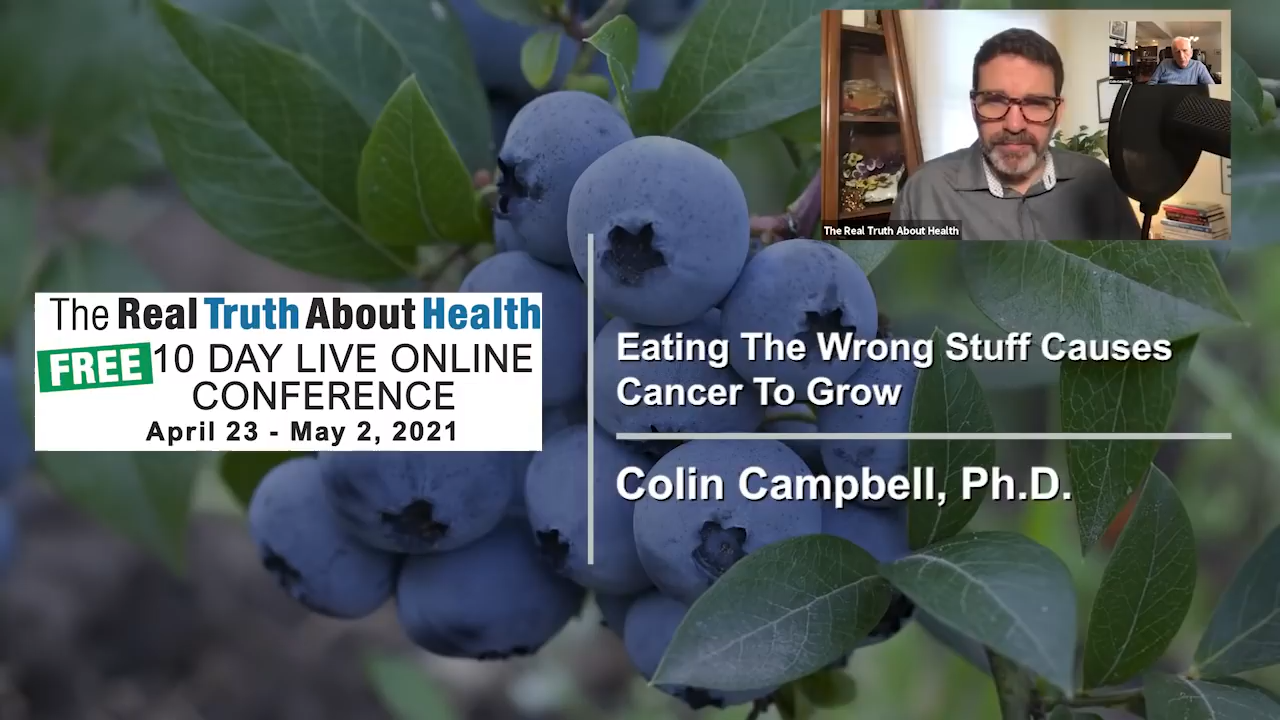 The Real Truth About Health
FREE 10 DAY LIVE ONLINE
CONFERENCE
April 23 - May 2, 2021
Eating The Wrong Stuff Causes
Cancer To Grow
Colin Campbell, Ph.D.
The Real Truth About Health